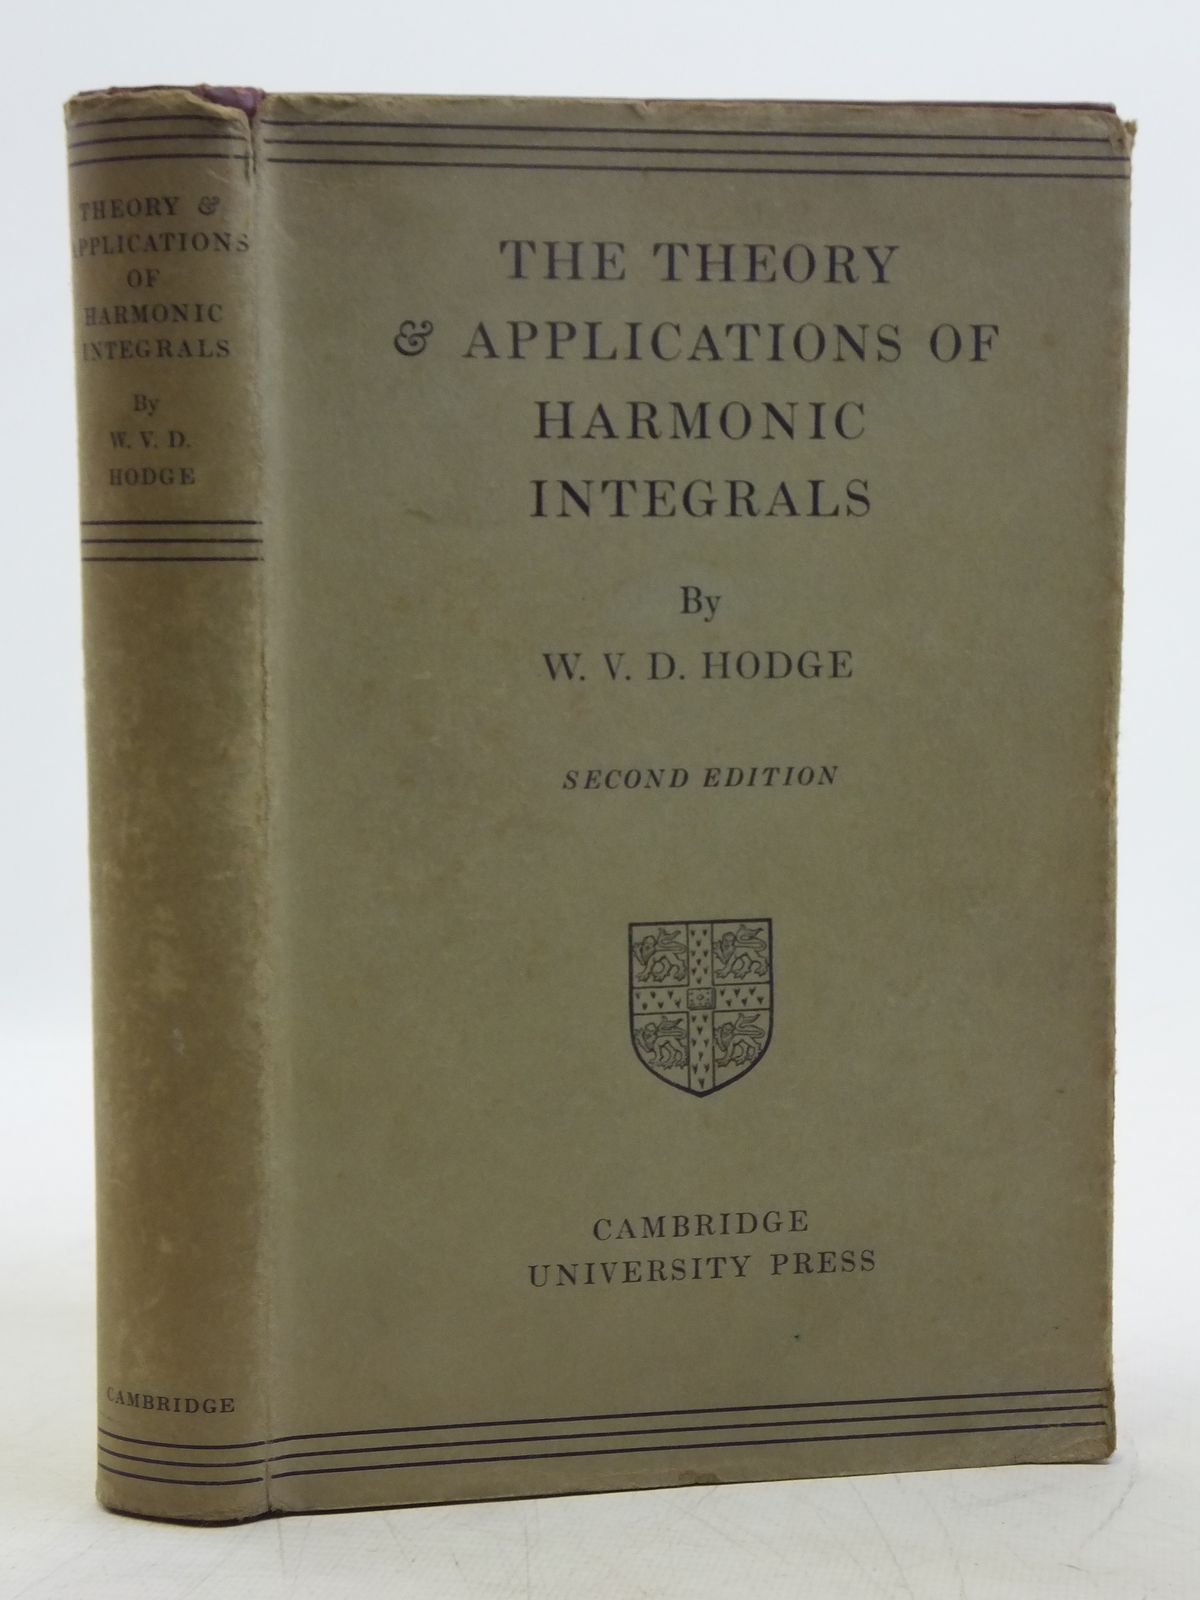 THEORY &
APPLICATIONS
OF
HARMONIC
INTEGRALS
By
W. V. D.
HODGE
CAMBRIDGE
THE THEORY
& APPLICATIONS OF
HARMONIC
INTEGRALS
By
W. V. D. HODGE
SECOND EDITION
CAMBRIDGE
UNIVERSITY PRESS